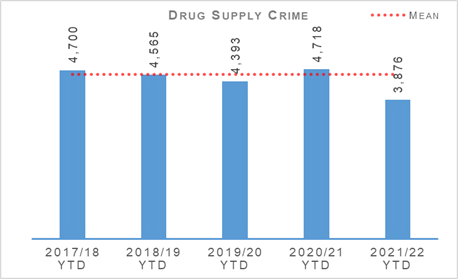 DRUG SUPPLY CRIME
MEAN
4,700
4,565
4,393
4,718
3,876
2017/18 YTD
2018/19 YTD
2019/20 YTD
2020/21 YTD
2021/22 YTD